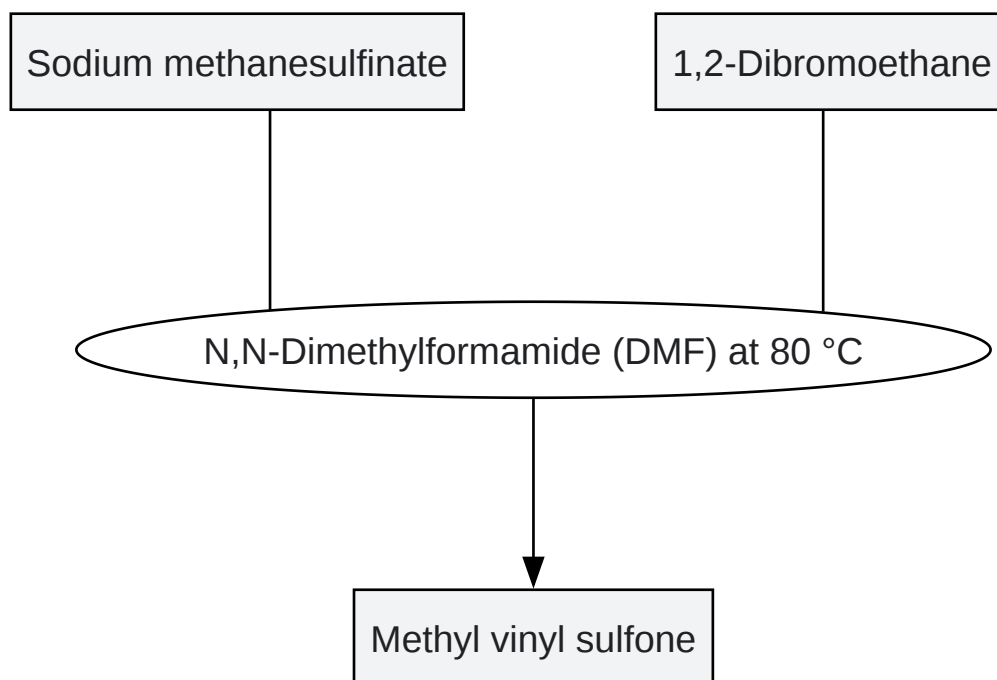 Sodium methanesulfinate
1,2-Dibromoethane
N,N-Dimethylformamide (DMF) at 80 °C
Methyl vinyl sulfone